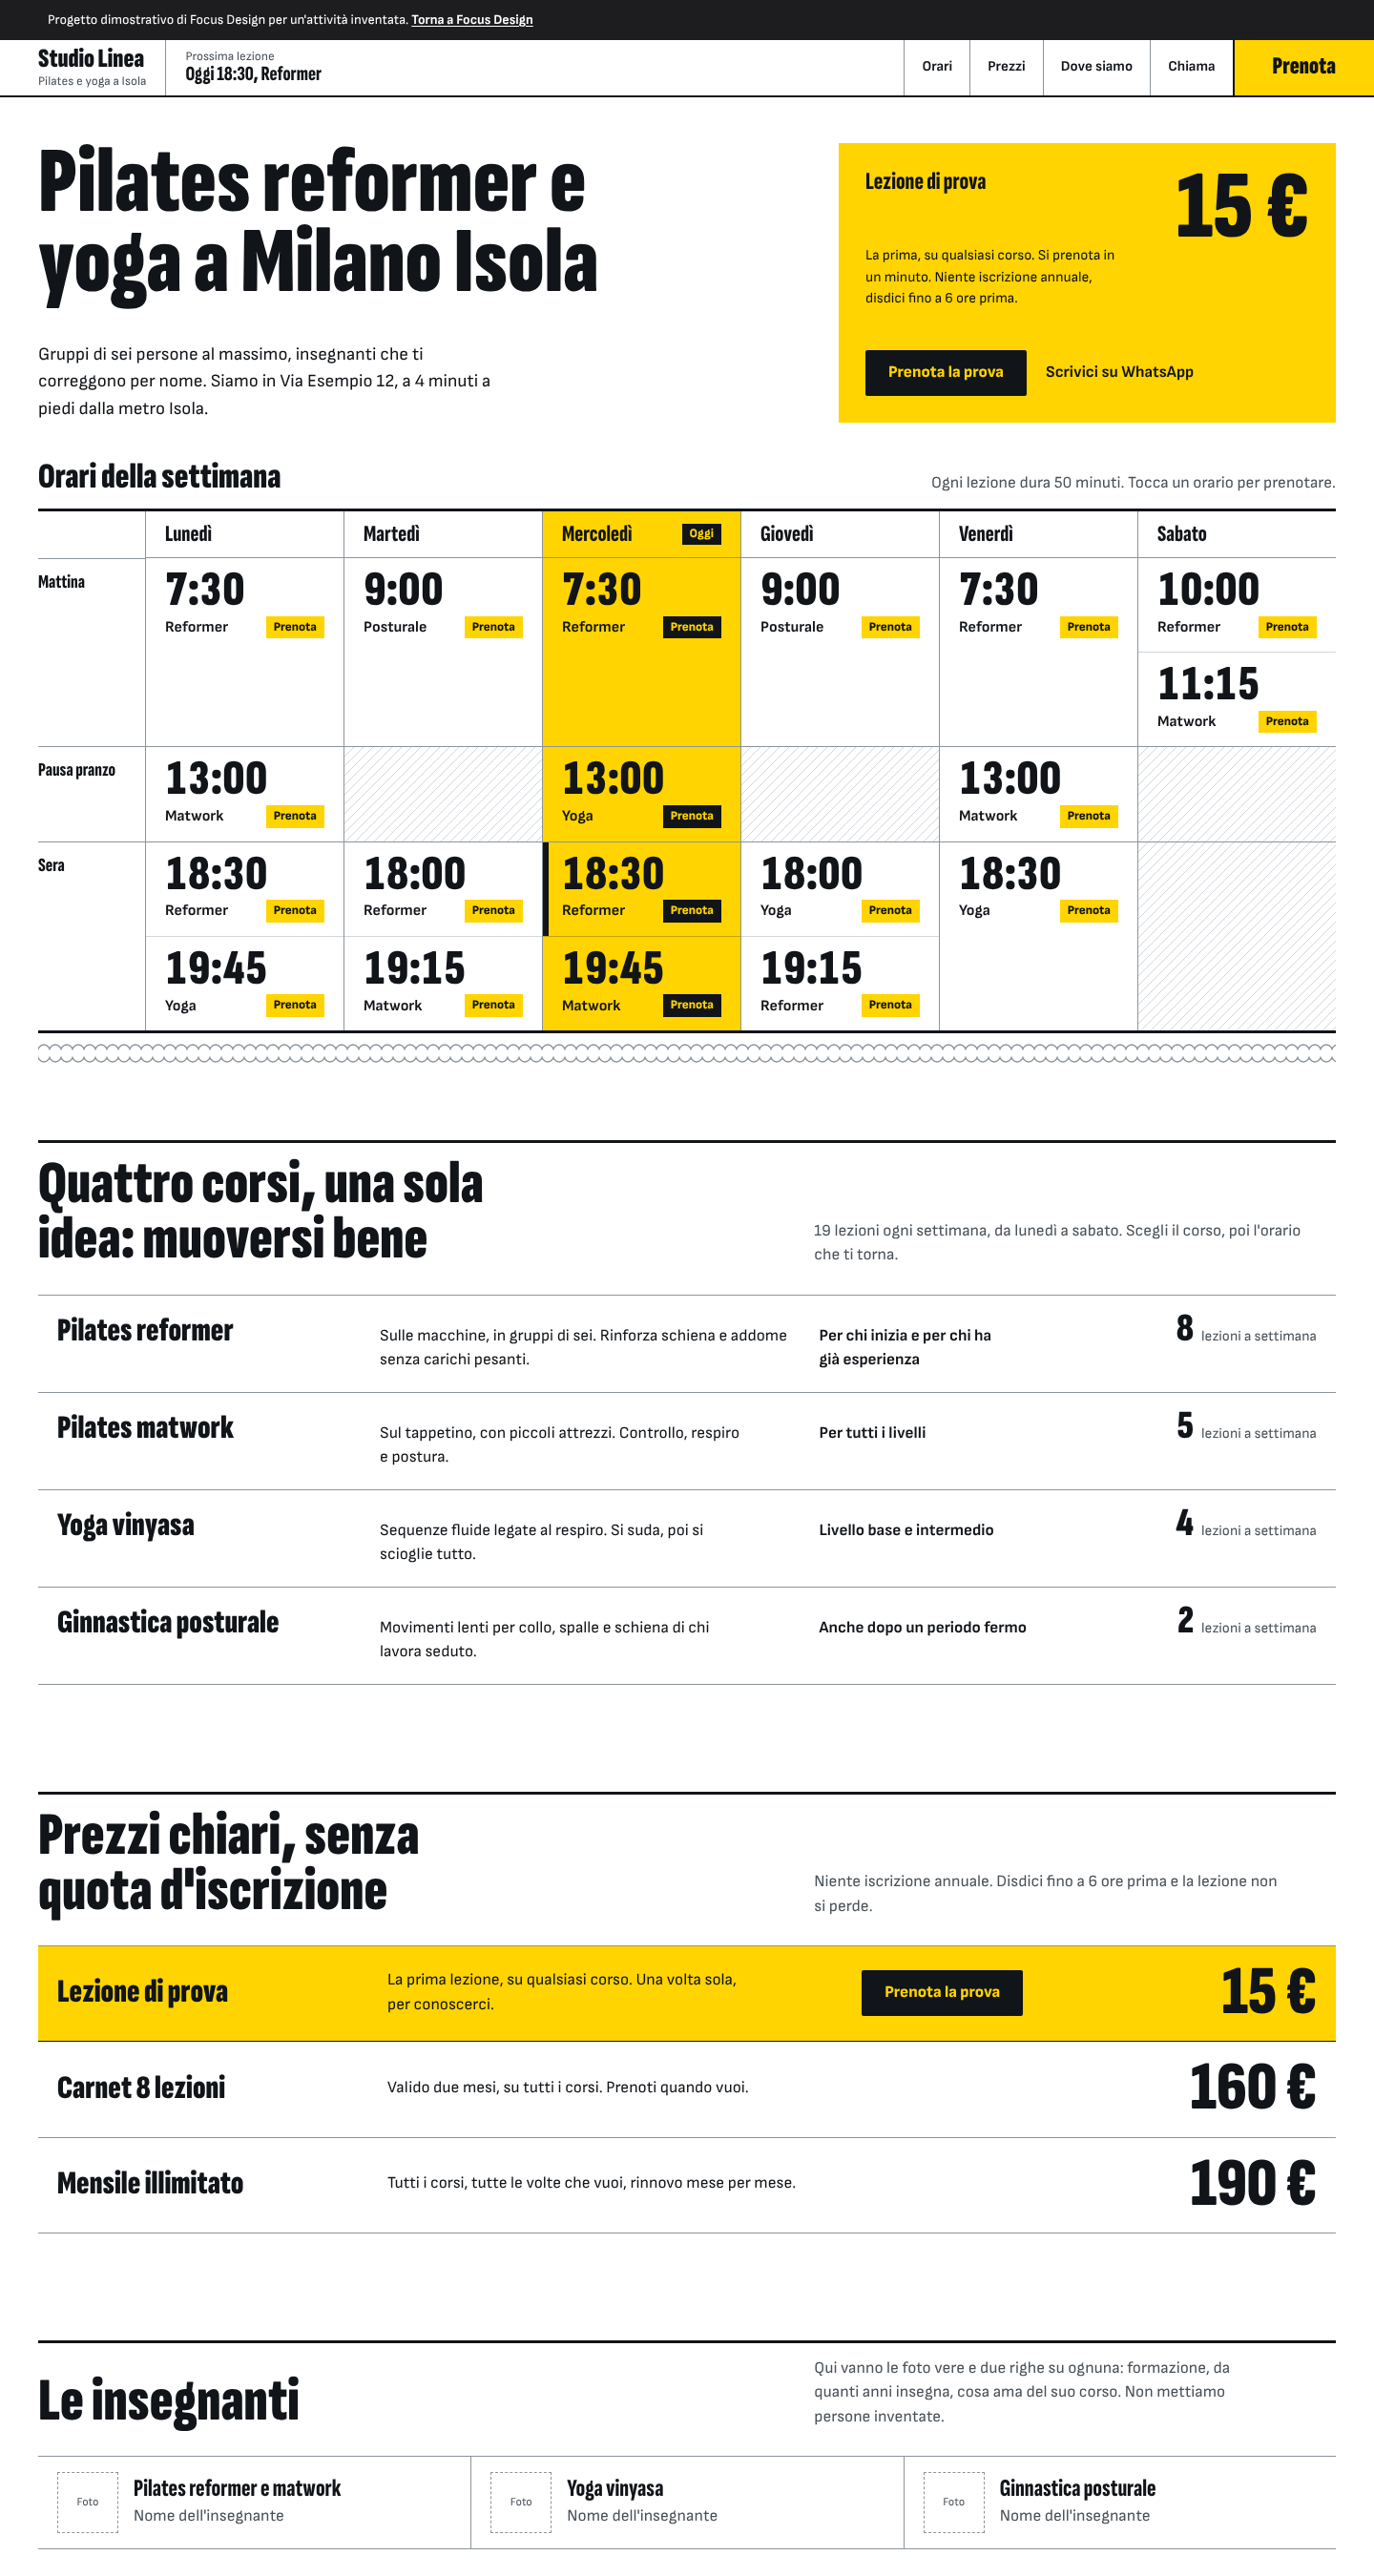 Progetto dimostrativo di Focus Design per un'attività inventata. Torna a Focus Design
Studio Linea
Pilates e yoga a Isola
Prossima lezione
Oggi 18:30, Reformer
Orari
Prezzi
Dove siamo
Chiama
Prenota
Pilates reformer e
yoga a Milano Isola
Gruppi di sei persone al massimo, insegnanti che ti
correggono per nome. Siamo in Via Esempio 12, a 4 minuti a
piedi dalla metro Isola.
Lezione di prova
15 €
La prima, su qualsiasi corso. Si prenota in
un minuto. Niente iscrizione annuale,
disdici fino a 6 ore prima.
Prenota la prova
Scrivici su WhatsApp
Orari della settimana
Ogni lezione dura 50 minuti. Tocca un orario per prenotare.
Lunedì
Martedì
Mercoledì
Oggi
Giovedì
Venerdì
Sabato
Mattina
7:30
Reformer
Prenota
9:00
Posturale
Prenota
7:30
Reformer
Prenota
9:00
Posturale
Prenota
7:30
Reformer
Prenota
10:00
Reformer
Prenota
11:15
Matwork
Prenota
Pausa pranzo
13:00
Matwork
Prenota
13:00
Yoga
Prenota
13:00
Matwork
Prenota
Sera
18:30
Reformer
Prenota
18:00
Reformer
Prenota
18:30
Reformer
Prenota
18:00
Yoga
Prenota
18:30
Yoga
Prenota
19:45
Yoga
Prenota
19:15
Matwork
Prenota
19:45
Matwork
Prenota
19:15
Reformer
Prenota
Quattro corsi, una sola
idea: muoversi bene
19 lezioni ogni settimana, da lunedì a sabato. Scegli il corso, poi l'orario
che ti torna.
Pilates reformer
Sulle macchine, in gruppi di sei. Rinforza schiena e addome
senza carichi pesanti.
Per chi inizia e per chi ha
già esperienza
8 lezioni a settimana
Pilates matwork
Sul tappetino, con piccoli attrezzi. Controllo, respiro
e postura.
Per tutti i livelli
5 lezioni a settimana
Yoga vinyasa
Sequenze fluide legate al respiro. Si suda, poi si
scioglie tutto.
Livello base e intermedio
4 lezioni a settimana
Ginnastica posturale
Movimenti lenti per collo, spalle e schiena di chi
lavora seduto.
Anche dopo un periodo fermo
2 lezioni a settimana
Prezzi chiari, senza
quota d'iscrizione
Niente iscrizione annuale. Disdici fino a 6 ore prima e la lezione non
si perde.
Lezione di prova
La prima lezione, su qualsiasi corso. Una volta sola,
per conoscerci.
Prenota la prova
15 €
Carnet 8 lezioni
Valido due mesi, su tutti i corsi. Prenoti quando vuoi.
160 €
Mensile illimitato
Tutti i corsi, tutte le volte che vuoi, rinnovo mese per mese.
190 €
Le insegnanti
Qui vanno le foto vere e due righe su ognuna: formazione, da
quanti anni insegna, cosa ama del suo corso. Non mettiamo
persone inventate.
Foto
Pilates reformer e matwork
Nome dell'insegnante
Foto
Yoga vinyasa
Nome dell'insegnante
Foto
Ginnastica posturale
Nome dell'insegnante